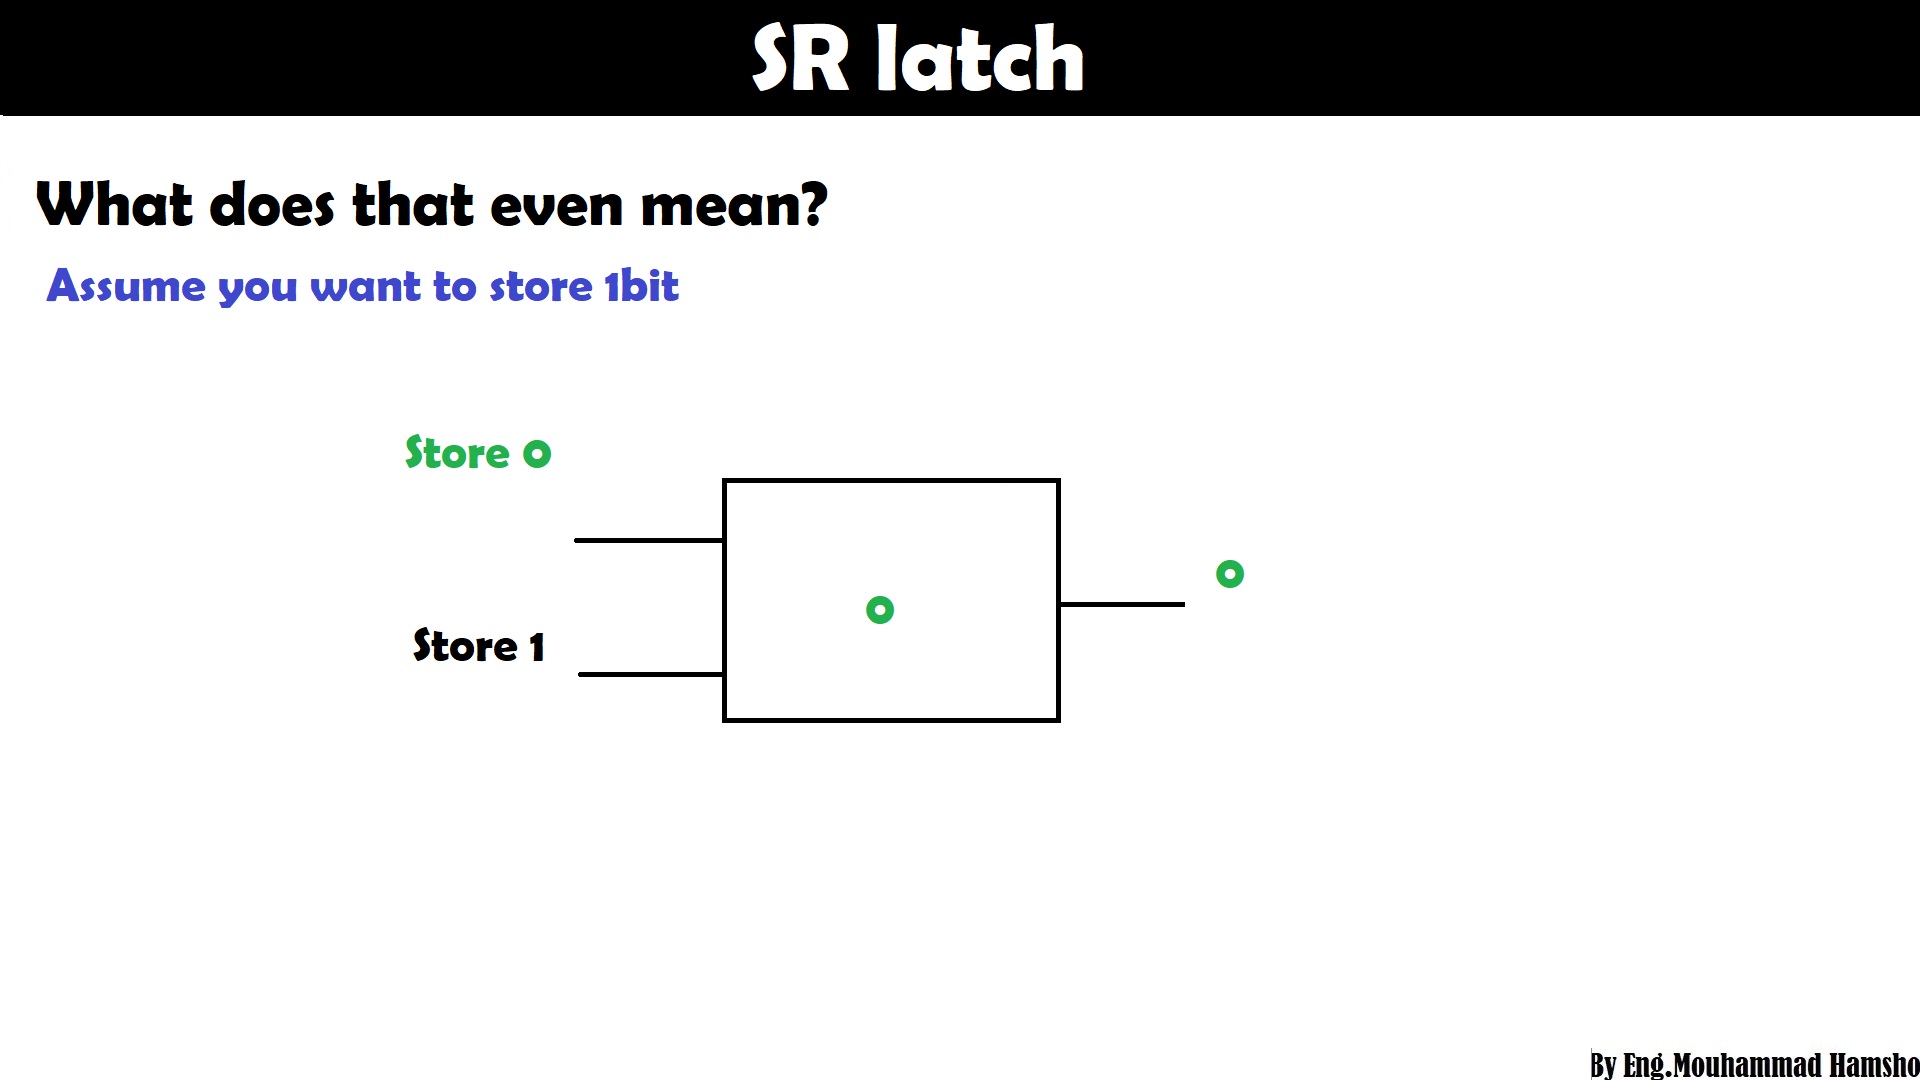 SR latch
What does that even mean?
Assume you want to store 1bit
Store 0
0
0
Store 1
By Eng.Mouhammad Hamsho